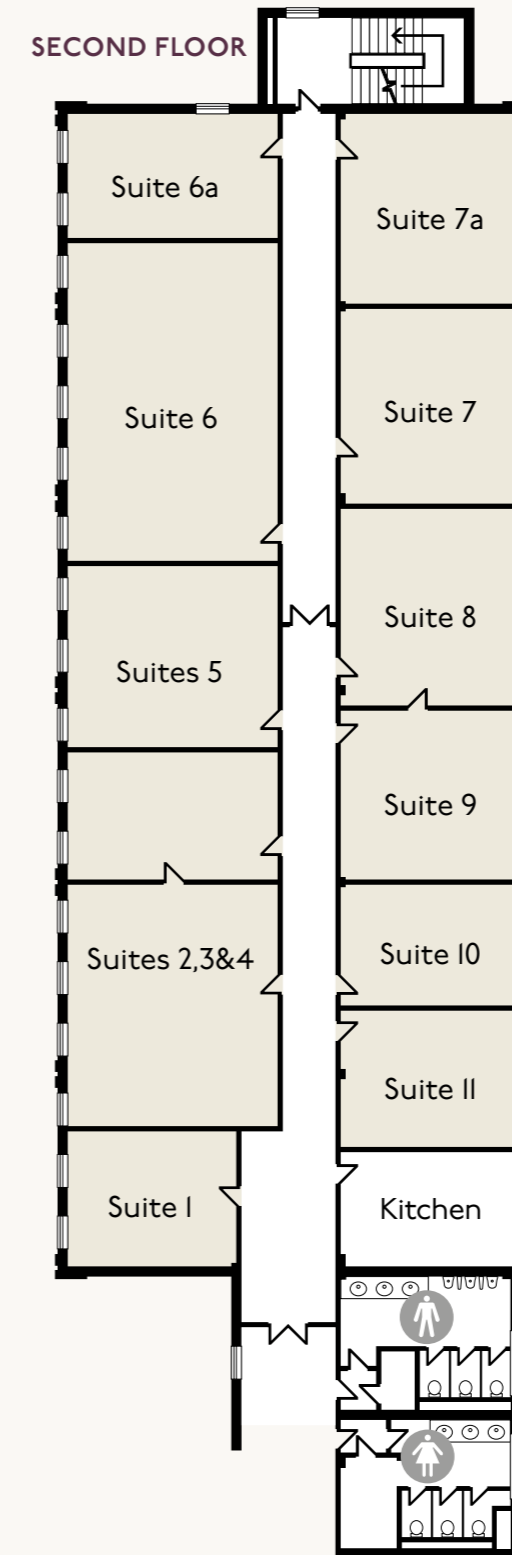 SECOND FLOOR
Suite 6a
Suite 7a
Suite 7
Suite 6
Suite 8
Suites 5
Suite 9
Suite 10
Suites 2,3&4
Suite 11
Suite 1
Kitchen